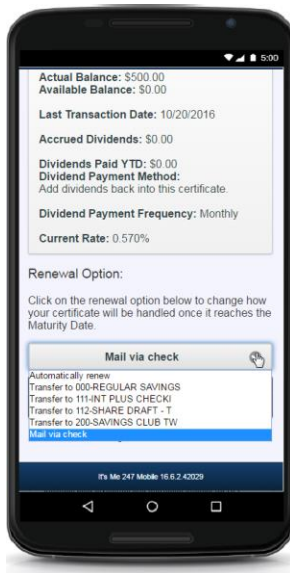 5:00
Actual Balance: $500.00
Available Balance: $0.00
Last Transaction Date: 10/20/2016
Accrued Dividends: $0.00
Dividends Paid YTD: $0.00
Dividend Payment Method:
Add dividends back into this certificate.
Dividend Payment Frequency: Monthly
Current Rate: 0.570%
Renewal Option:
Click on the renewal option below to change how
your certificate will be handled once it reaches the
Maturity Date.
Mail via check
Automatically renew
Transfer to 000-REGULAR SAVINGS
Transfer to 111-INT PLUS CHECKI
Transfer to 112-SHARE DRAFT - T
Transfer to 200-SAVINGS CLUB TW
Mail via check
It's Me 247 Mobile 16.6.2.42029